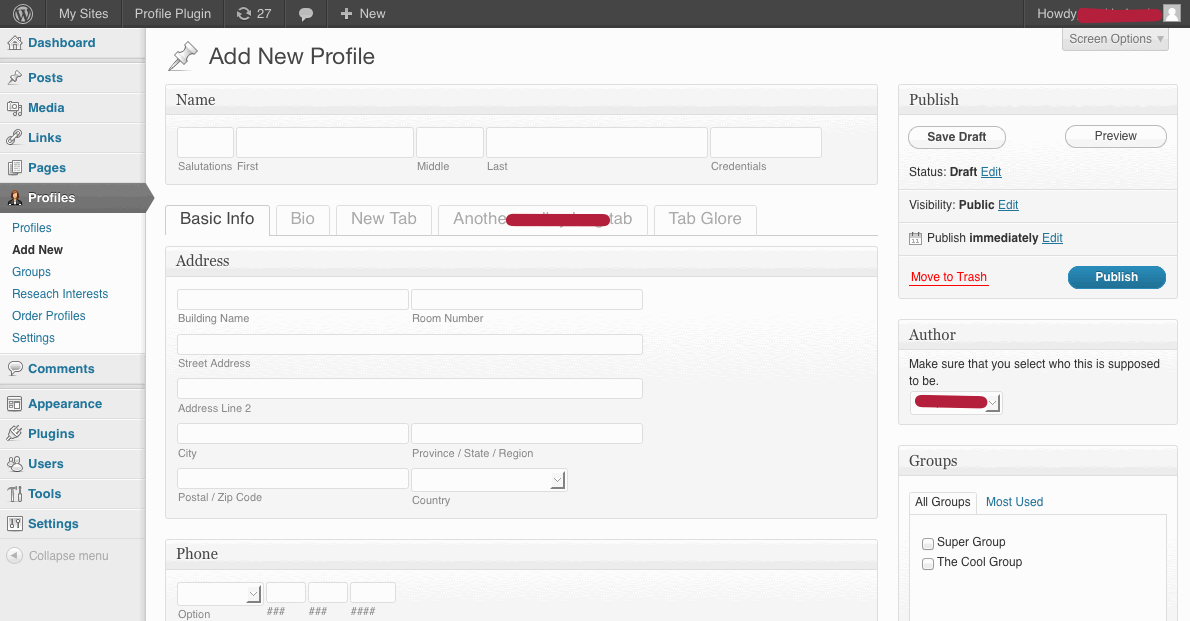 My Sites Profile Plugin 27 New Howdy
Screen Options
Dashboard
Posts
Media
Links
Pages
Profiles
Profiles
Add New
Groups
Reseach Interests
Order Profiles
Settings
Comments
Appearance
Plugins
Users
Tools
Settings
Collapse menu
Add New Profile
Name
Salutations First Middle Last Credentials
Basic Info Bio New Tab Anothe tab Tab Glore
Address
Building Name Room Number
Street Address
Address Line 2
City Province / State / Region
Postal / Zip Code Country
Phone
Option ### ### ####
Publish
Save Draft Preview
Status: Draft Edit
Visibility: Public Edit
Publish immediately Edit
Move to Trash Publish
Author
Make sure that you select who this is supposed
to be.
Groups
All Groups Most Used
Super Group
The Cool Group